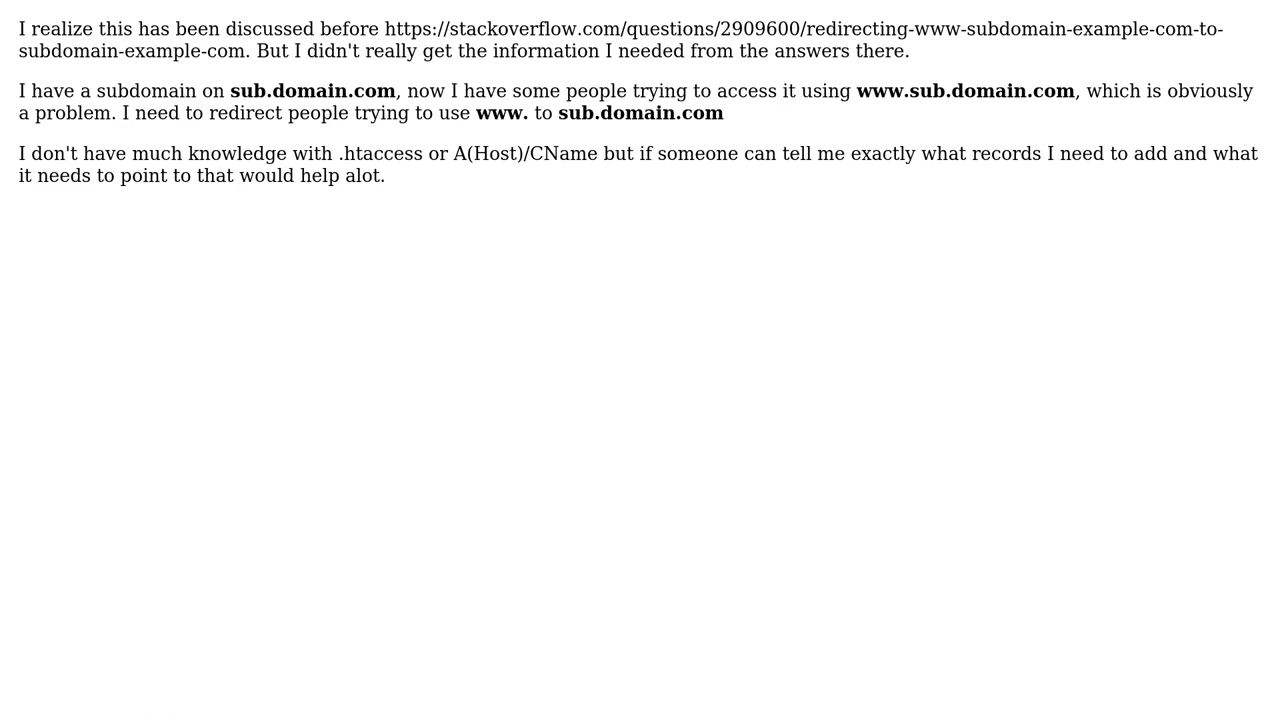 I realize this has been discussed before https://stackoverflow.com/questions/2909600/redirecting-www-subdomain-example-com-to-
subdomain-example-com. But I didn't really get the information I needed from the answers there.
I have a subdomain on sub.domain.com, now I have some people trying to access it using www.sub.domain.com, which is obviously
a problem. I need to redirect people trying to use www. to sub.domain.com
I don't have much knowledge with .htaccess or A(Host)/CName but if someone can tell me exactly what records I need to add and what
it needs to point to that would help alot.